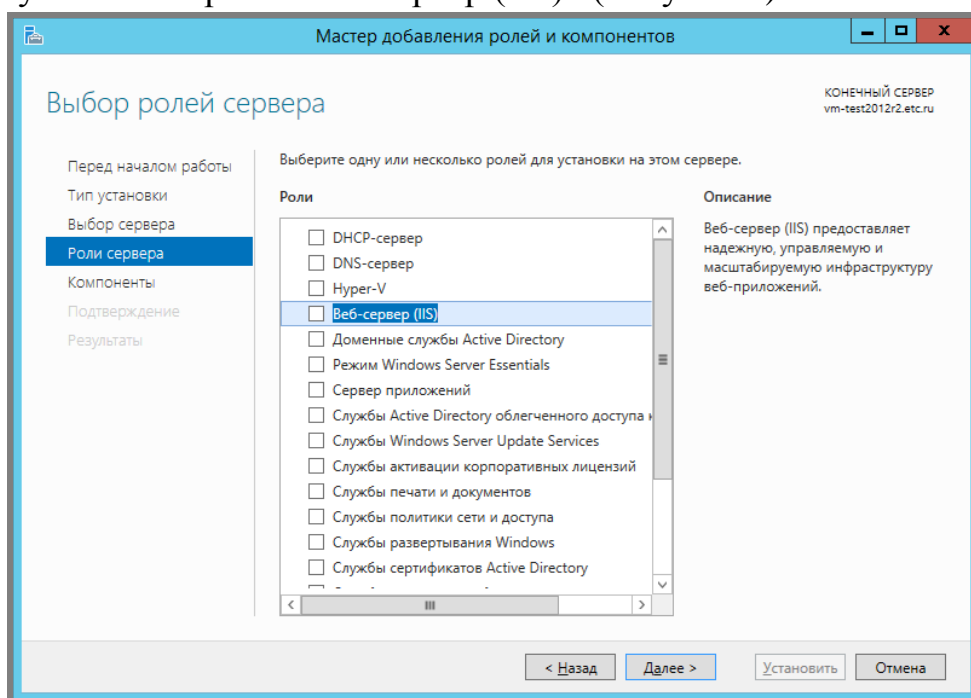 Мастер добавления ролей и компонентов
Выбор ролей сервера
КОНЕЧНЫЙ СЕРВЕР
vm-test2012r2.etc.ru
Перед началом работы
Тип установки
Выбор сервера
Роли сервера
Компоненты
Подтверждение
Результаты
Выберите одну или несколько ролей для установки на этом сервере.
Роли
DHCP-сервер
DNS-сервер
Hyper-V
Веб-сервер (IIS)
Доменные службы Active Directory
Режим Windows Server Essentials
Сервер приложений
Службы Active Directory облегченного доступа к
Службы Windows Server Update Services
Службы активации корпоративных лицензий
Службы печати и документов
Службы политики сети и доступа
Службы развертывания Windows
Службы сертификатов Active Directory
Описание
Веб-сервер (IIS) предоставляет
надежную, управляемую и
масштабируемую инфраструктуру
веб-приложений.
< Назад
Далее >
Установить
Отмена